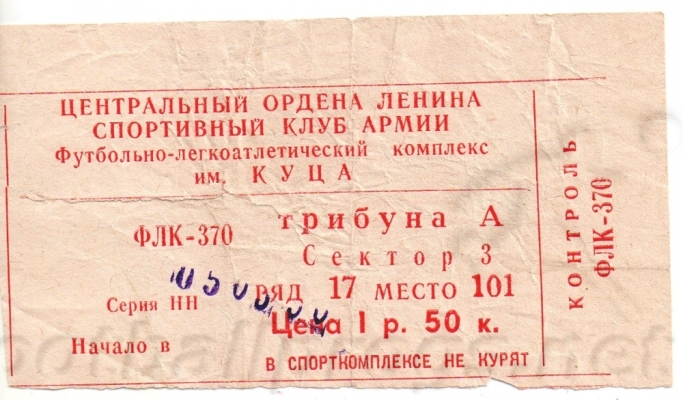 ЦЕНТРАЛЬНЫЙ ОРДЕНА ЛЕНИНА
СПОРТИВНЫЙ КЛУБ АРМИИ
Футбольно-легкоатлетический комплекс
им. КУЦА
ФЛК-370
трибуна А
Сектор 3
ряд 17 место 101
Серия НН
Цена 1 р. 50 к.
Начало в
В СПОРТКОМПЛЕКСЕ НЕ КУРЯТ
КОНТРОЛЬ
ФЛК-370